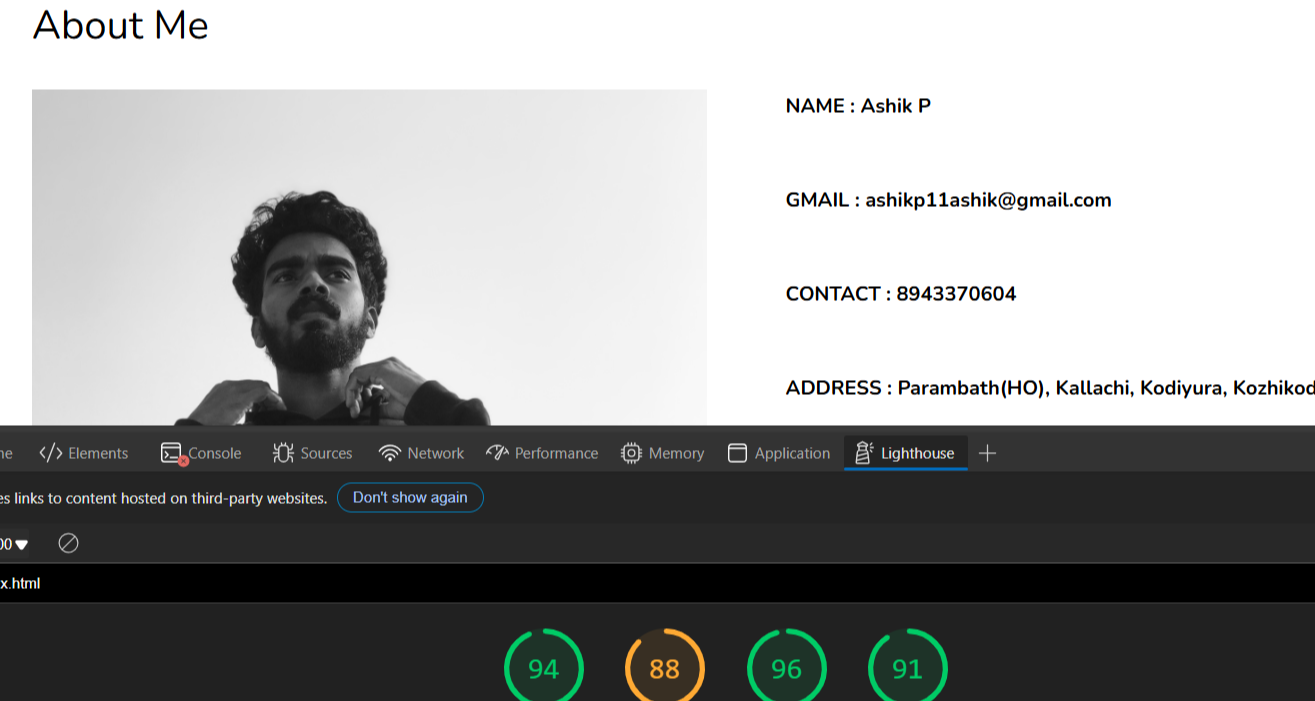 About Me
NAME : Ashik P
GMAIL : ashikp11ashik@gmail.com
CONTACT : 8943370604
ADDRESS : Parambath(HO), Kallachi, Kodiyura, Kozhikod
ne Elements Console Sources Network Performance Memory Application Lighthouse
es links to content hosted on third-party websites. Don't show again
00
x.html
94 88 96 91